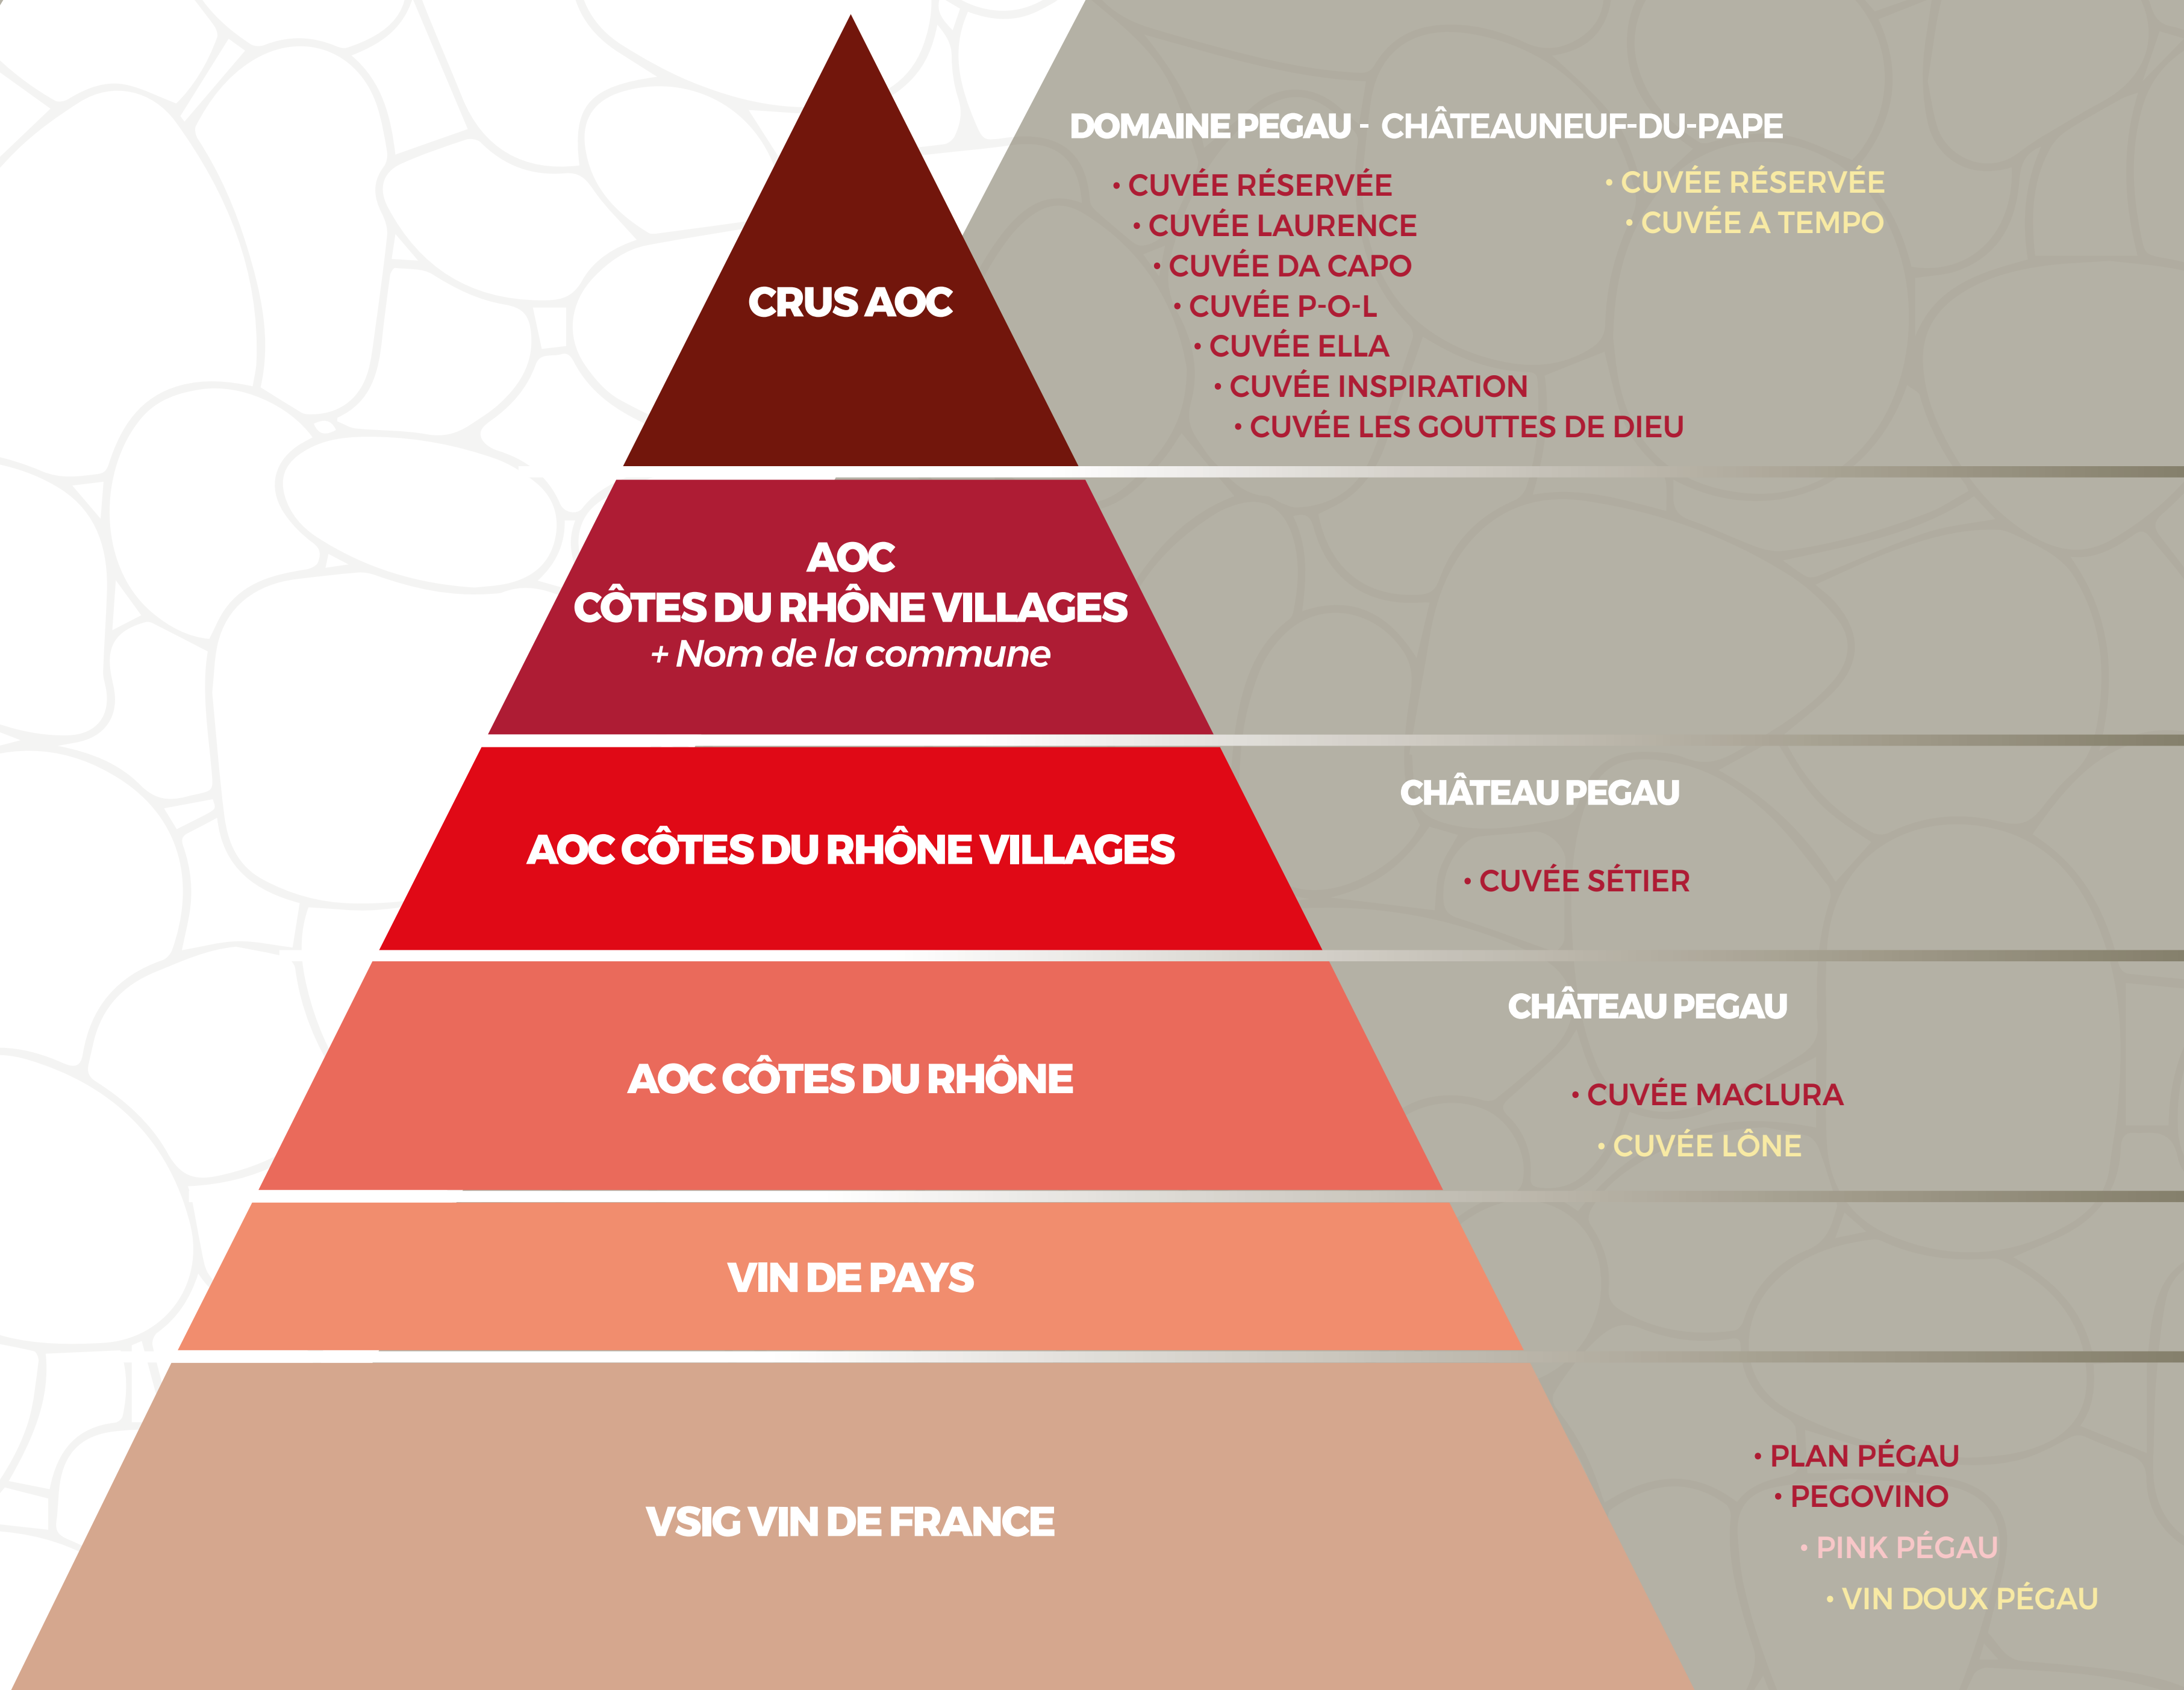 DOMAINE PEGAU - CHÂTEAUNEUF-DU-PAPE
• CUVÉE RÉSERVÉE
• CUVÉE LAURENCE
• CUVÉE DA CAPO
• CUVÉE P-O-L
• CUVÉE ELLA
• CUVÉE INSPIRATION
• CUVÉE LES GOUTTES DE DIEU
• CUVÉE RÉSERVÉE
• CUVÉE A TEMPO
CRUS AOC
AOC
CÔTES DU RHÔNE VILLAGES
+ Nom de la commune
AOC CÔTES DU RHÔNE VILLAGES
CHÂTEAU PEGAU
• CUVÉE SÉTIER
AOC CÔTES DU RHÔNE
CHÂTEAU PEGAU
• CUVÉE MACLURA
• CUVÉE LÔNE
VIN DE PAYS
VSIG VIN DE FRANCE
• PLAN PÉGAU
• PEGOVINO
• PINK PÉGAU
• VIN DOUX PÉGAU